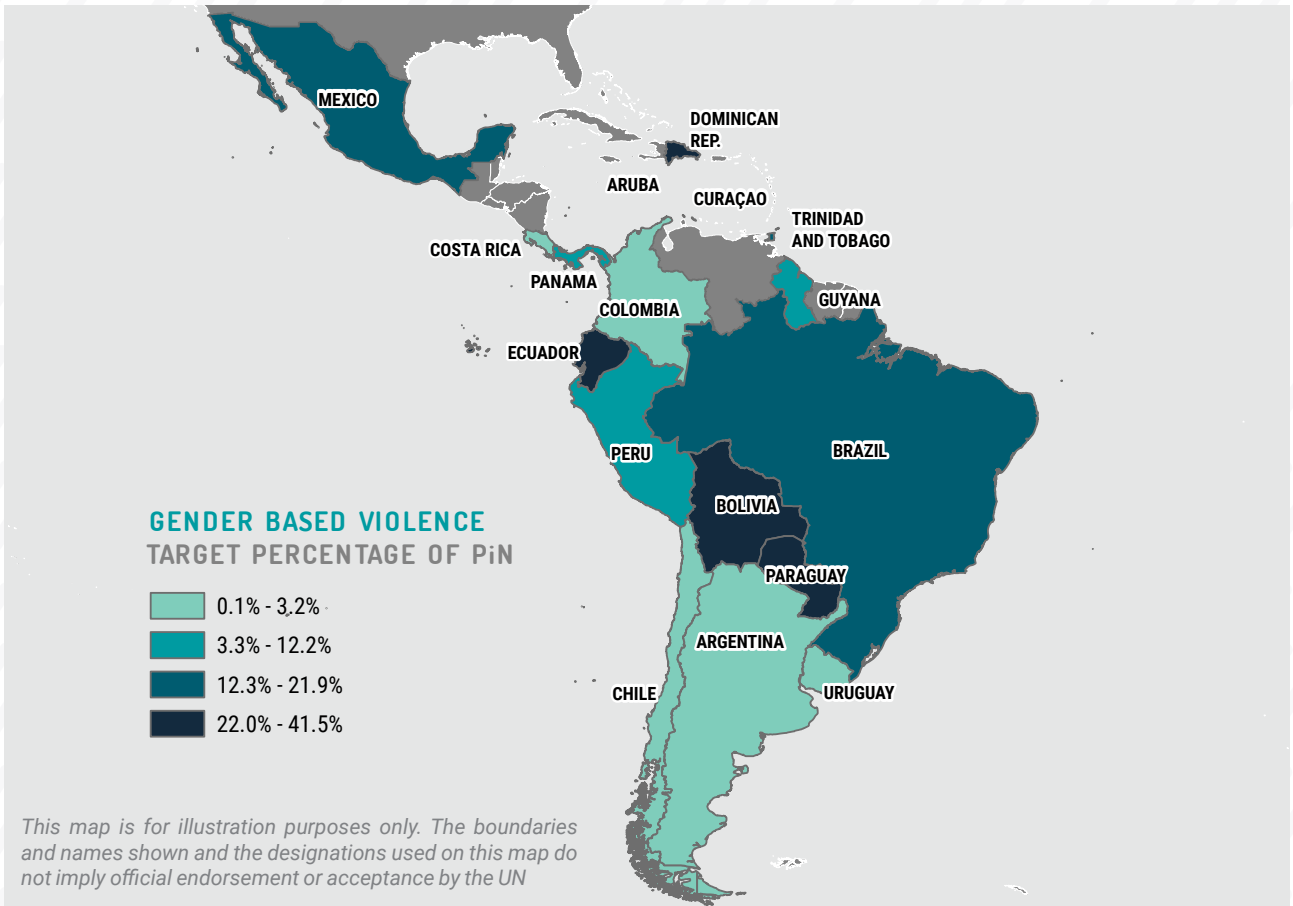 MEXICO
DOMINICAN
REP.
ARUBA
CURAÇAO
TRINIDAD
AND TOBAGO
COSTA RICA
PANAMA
GUYANA
COLOMBIA
ECUADOR
PERU
BRAZIL
BOLIVIA
PARAGUAY
ARGENTINA
CHILE
URUGUAY
GENDER BASED VIOLENCE
TARGET PERCENTAGE OF PiN
0.1% - 3.2%
3.3% - 12.2%
12.3% - 21.9%
22.0% - 41.5%
This map is for illustration purposes only. The boundaries
and names shown and the designations used on this map do
not imply official endorsement or acceptance by the UN